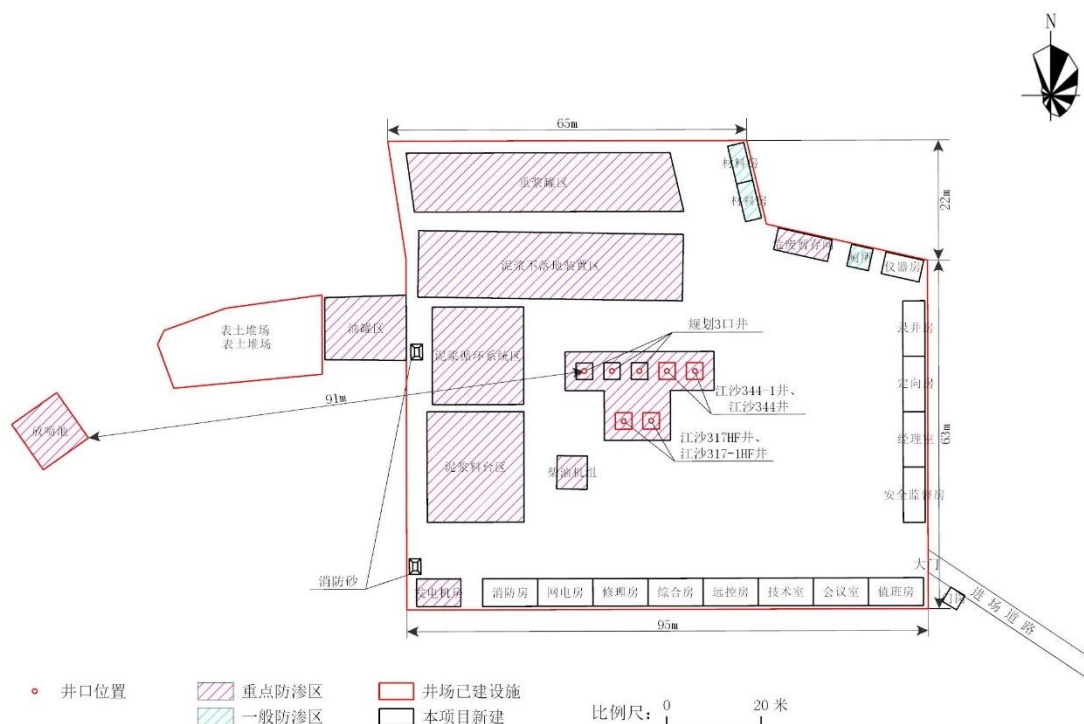 N
65m
重浆罐区
材料房
材料房
22m
危废暂存间
厕所
仪器房
泥浆不落地装置区
规划3口井
录井房
表土堆场
表土堆场
油罐区
泥浆循环系统区
定向房
91m
江沙344-1井、
江沙344井
放喷池
63m
江沙317HF井、
江沙317-1HF井
经理室
泥浆料台区
柴油机组
安全监督房
消防砂
大门
发电机房
消防房
网电房
修理房
综合房
远控房
技术室
会议室
值班房
进场道路
95m
井口位置
重点防渗区
井场已建设施
一般防渗区
本项目新建
比例尺:
0
20 米